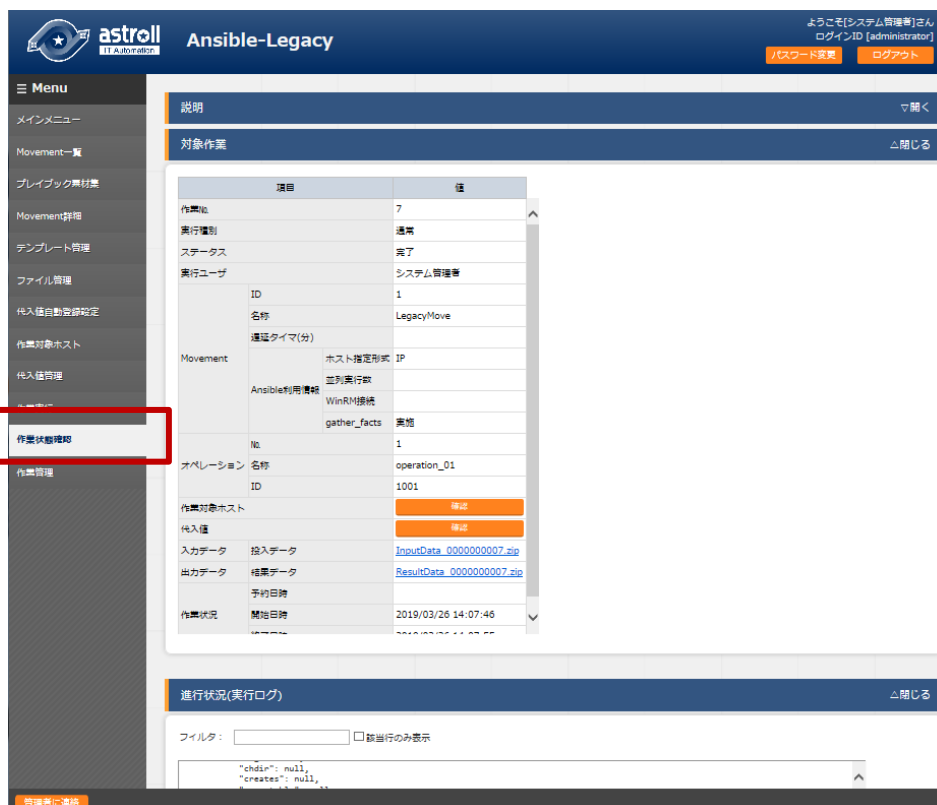 astroll
IT Automation
Ansible-Legacy
ようこそ[システム管理者]さん
ログインID [administrator]
パスワード変更 ログアウト
☰ Menu
メインメニュー
Movement一覧
プレイブック素材集
Movement詳細
テンプレート管理
ファイル管理
代入値自動登録設定
作業対象ホスト
代入値管理
作業実行
作業状態確認
作業管理
説明 ▽開く
対象作業 △閉じる
項目 値
作業No. 7
実行種別 通常
ステータス 完了
実行ユーザ システム管理者
Movement
ID 1
名称 LegacyMove
遅延タイマ(分)
Ansible利用情報
ホスト指定形式 IP
並列実行数
WinRM接続
gather_facts 実施
オペレーション
No. 1
名称 operation_01
ID 1001
作業対象ホスト 確認
代入値 確認
入力データ 投入データ InputData_0000000007.zip
出力データ 結果データ ResultData_0000000007.zip
作業状況
予約日時
開始日時 2019/03/26 14:07:46
進行状況(実行ログ) △閉じる
フィルタ： 該当行のみ表示
"chdir": null,
"creates": null,
管理者に連絡